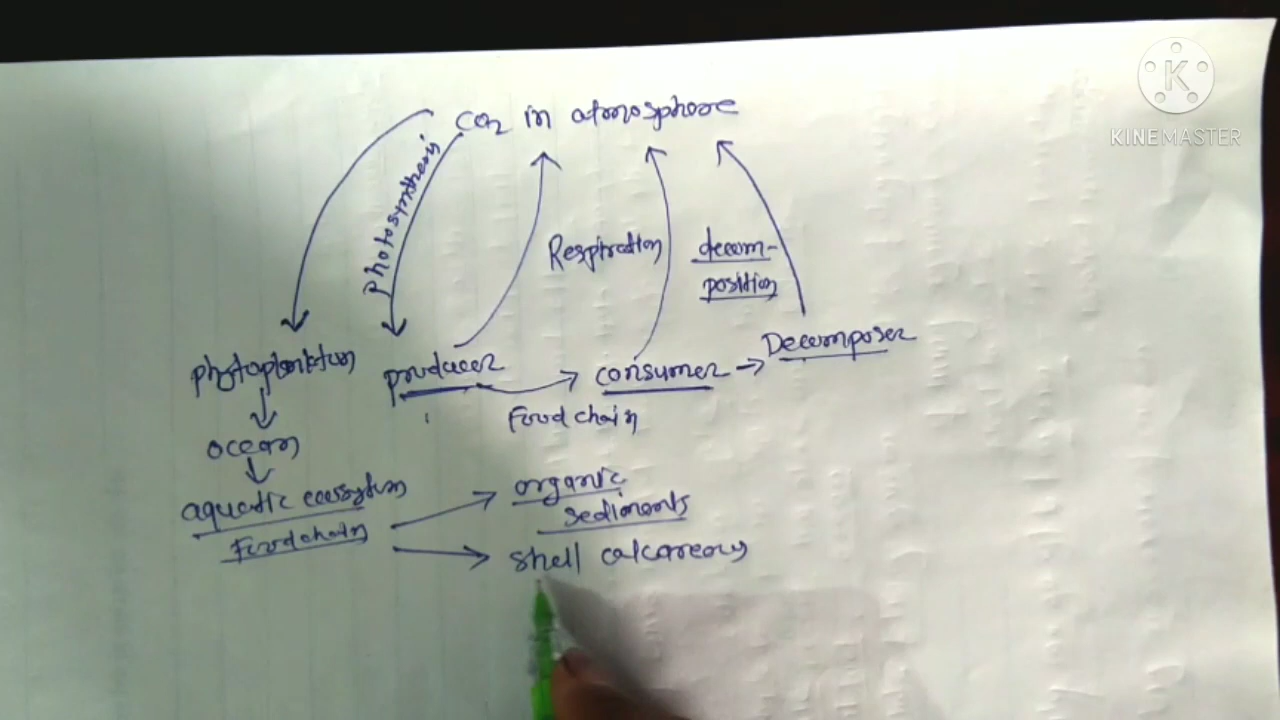 CO2 in atmosphere
KINEMASTER
Photosynthesis
Respiration
decom-
position
phytoplankton
producer
consumer
Decomposer
Food chain
ocean
aquatic ecosystem
Food chain
organic
sediments
shell calcareous